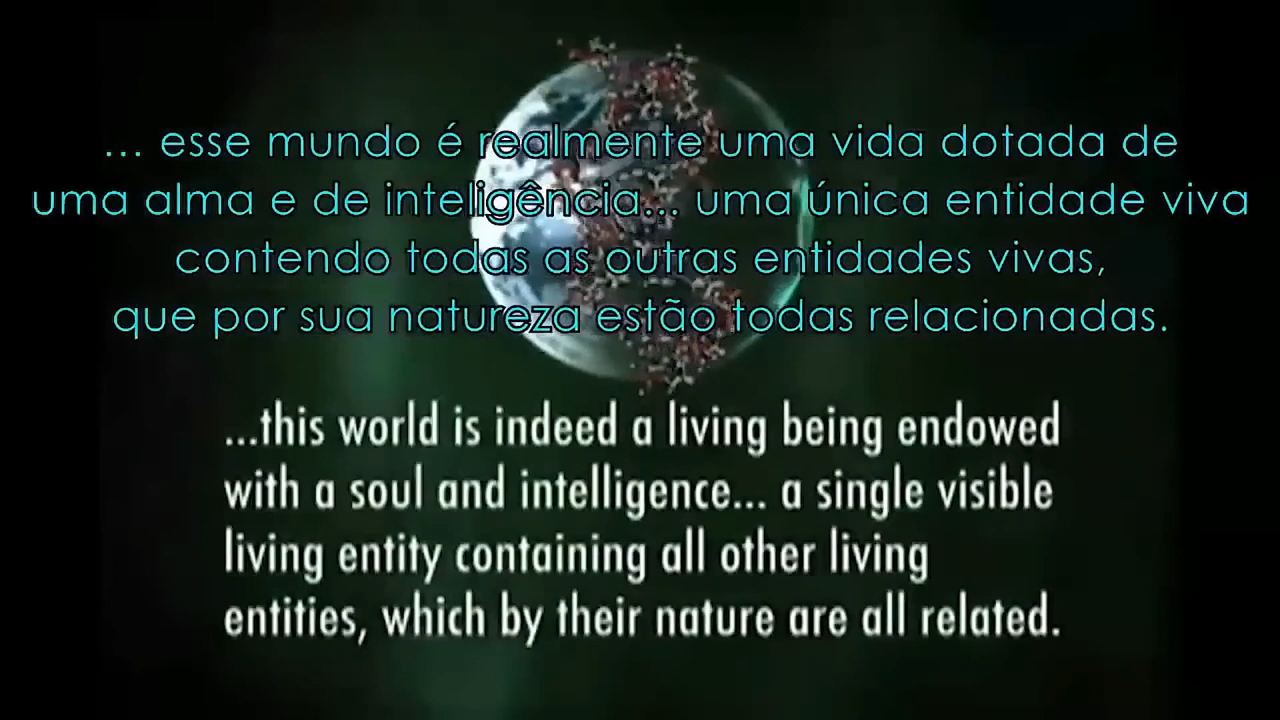 ... esse mundo é realmente uma vida dotada de
uma alma e de inteligência... uma única entidade viva
contendo todas as outras entidades vivas,
que por sua natureza estão todas relacionadas.
...this world is indeed a living being endowed
with a soul and intelligence... a single visible
living entity containing all other living
entities, which by their nature are all related.